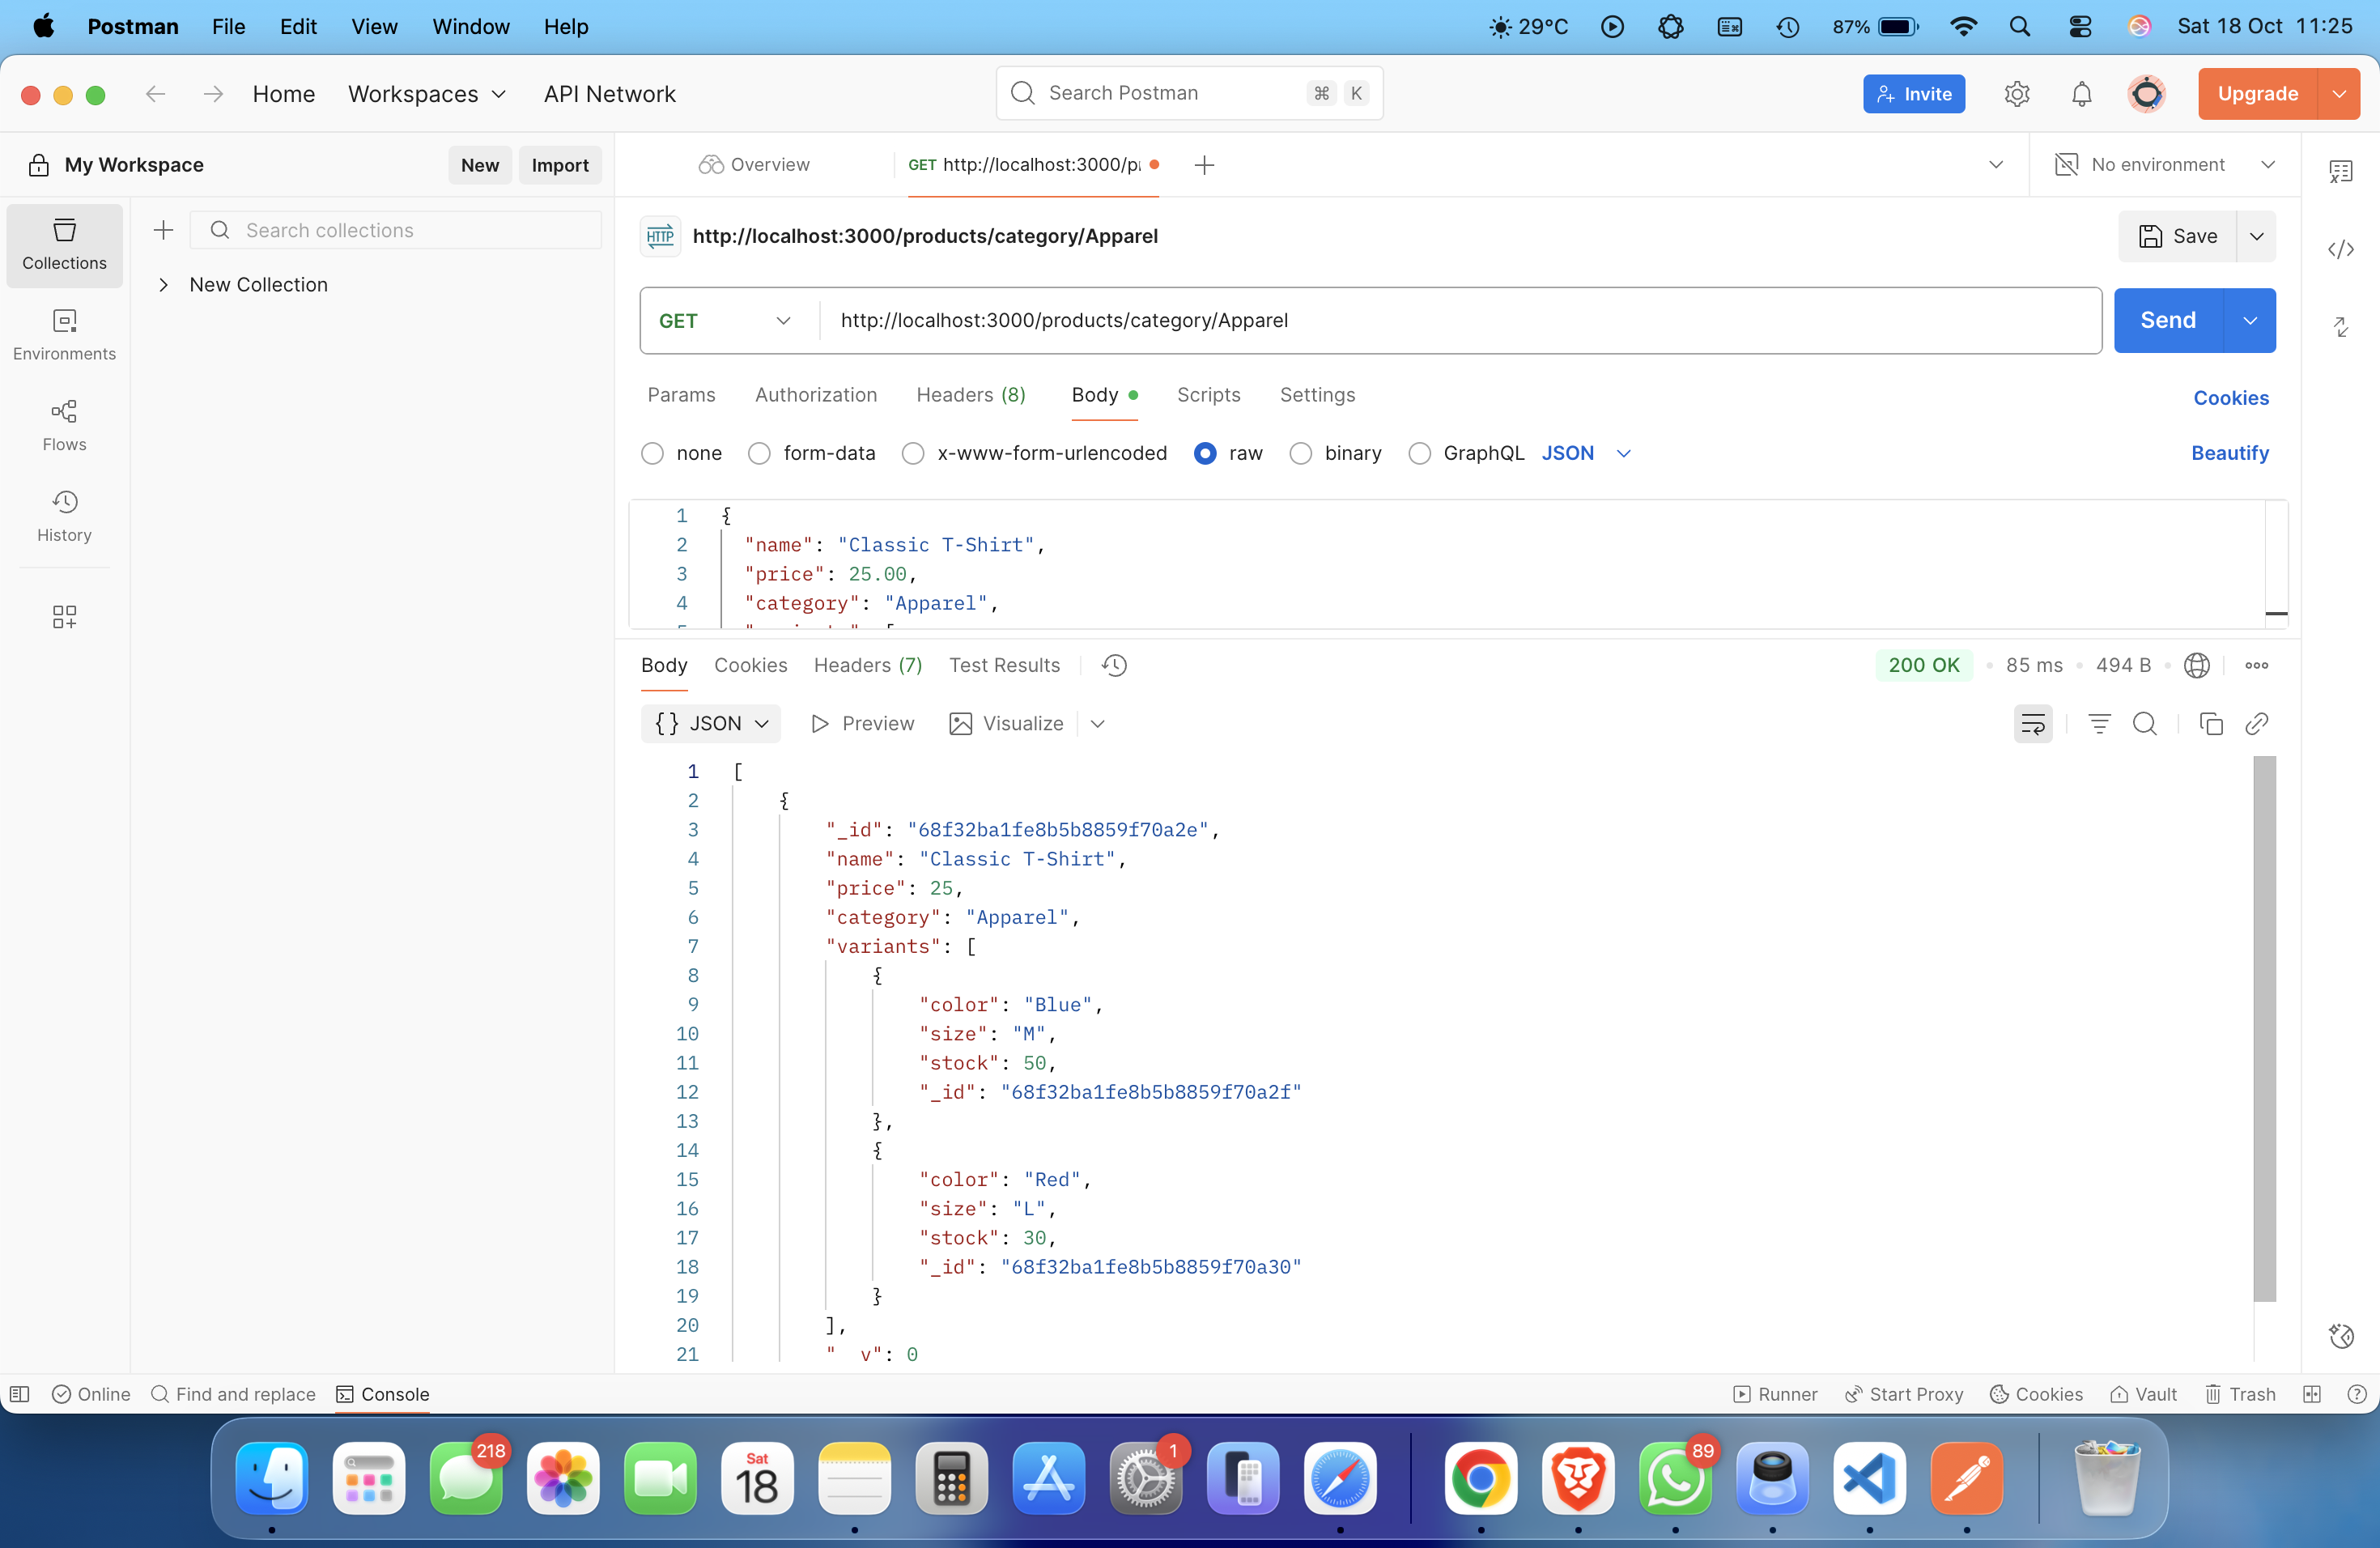 Postman File Edit View Window Help 29°C 87% Sat 18 Oct 11:25
Home Workspaces API Network Search Postman ⌘ K Invite Upgrade
My Workspace New Import Overview GET http://localhost:3000/p No environment
Collections
Search collections
New Collection
Environments
Flows
History
HTTP http://localhost:3000/products/category/Apparel Save
GET http://localhost:3000/products/category/Apparel Send
Params Authorization Headers (8) Body Scripts Settings Cookies
none form-data x-www-form-urlencoded raw binary GraphQL JSON Beautify
1 {
2 "name": "Classic T-Shirt",
3 "price": 25.00,
4 "category": "Apparel",
Body Cookies Headers (7) Test Results 200 OK 85 ms 494 B
{} JSON Preview Visualize
1 [
2 {
3 "_id": "68f32ba1fe8b5b8859f70a2e",
4 "name": "Classic T-Shirt",
5 "price": 25,
6 "category": "Apparel",
7 "variants": [
8 {
9 "color": "Blue",
10 "size": "M",
11 "stock": 50,
12 "_id": "68f32ba1fe8b5b8859f70a2f"
13 },
14 {
15 "color": "Red",
16 "size": "L",
17 "stock": 30,
18 "_id": "68f32ba1fe8b5b8859f70a30"
19 }
20 ],
21 "__v": 0
Online Find and replace Console Runner Start Proxy Cookies Vault Trash
218 Sat 18 1 89